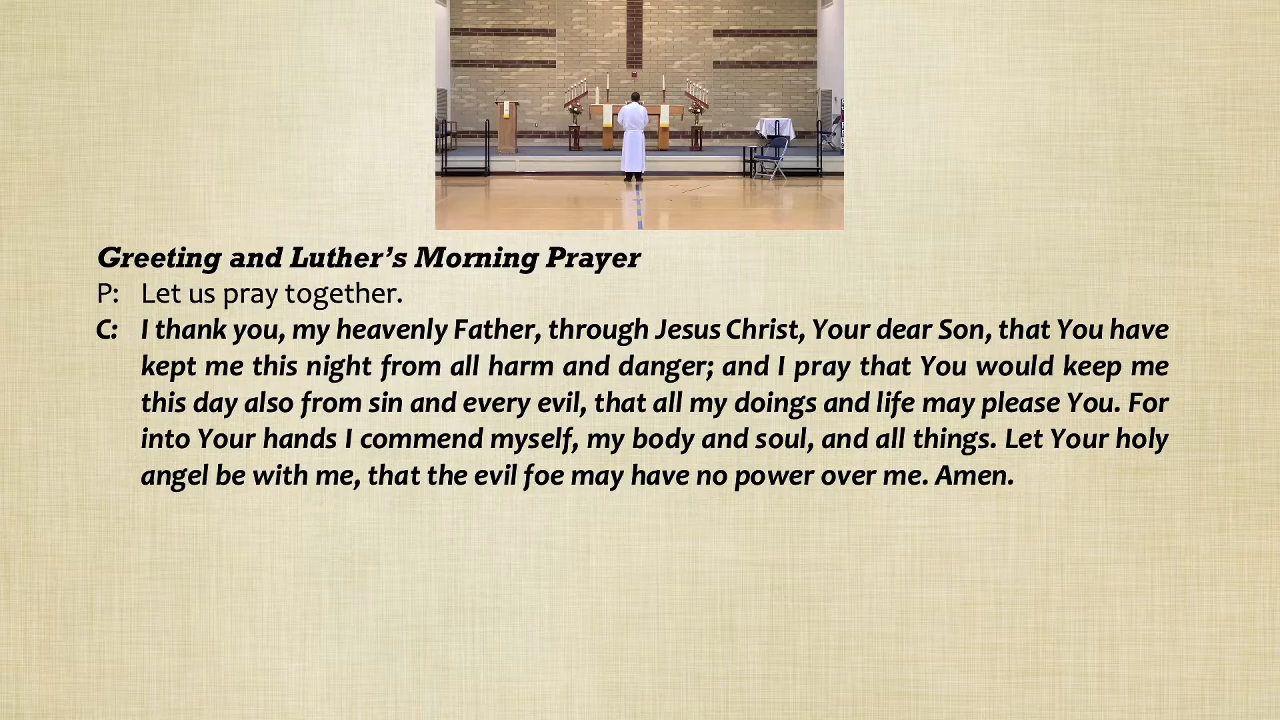 Greeting and Luther’s Morning Prayer
P: Let us pray together.
C: I thank you, my heavenly Father, through Jesus Christ, Your dear Son, that You have
kept me this night from all harm and danger; and I pray that You would keep me
this day also from sin and every evil, that all my doings and life may please You. For
into Your hands I commend myself, my body and soul, and all things. Let Your holy
angel be with me, that the evil foe may have no power over me. Amen.